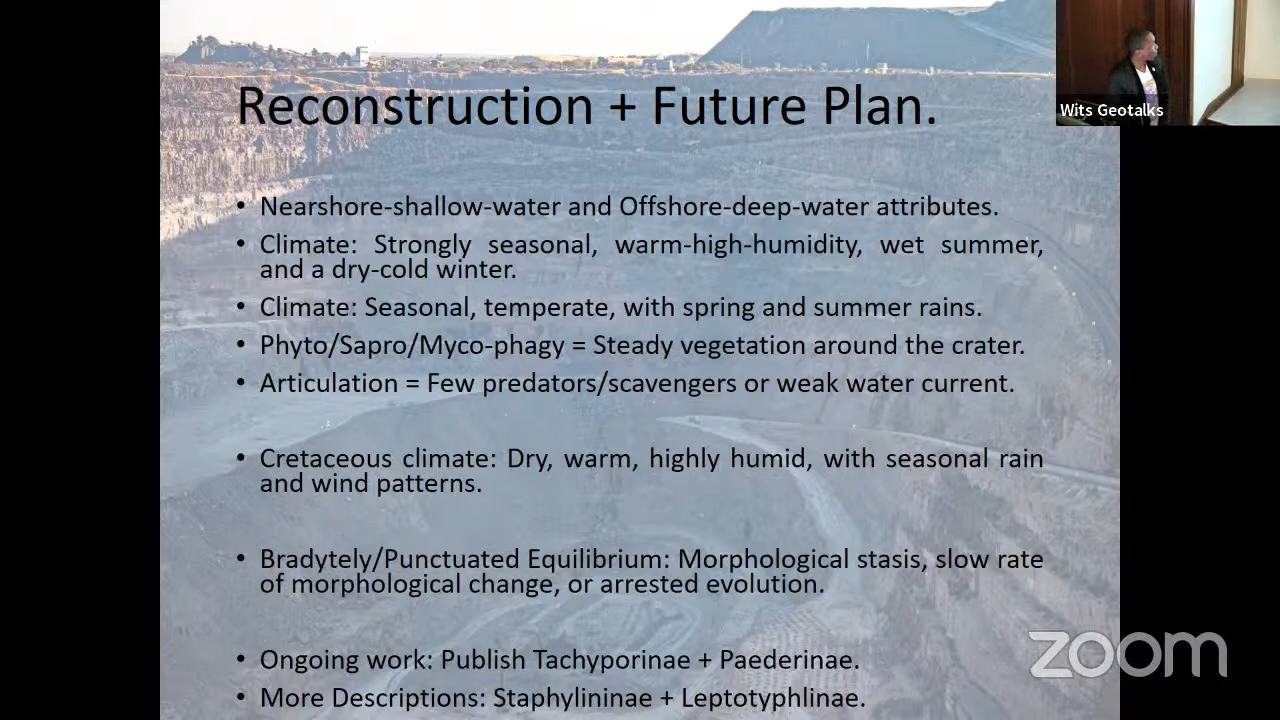 Reconstruction + Future Plan.
Wits Geotalks
• Nearshore-shallow-water and Offshore-deep-water attributes.
• Climate: Strongly seasonal, warm-high-humidity, wet summer,
and a dry-cold winter.
• Climate: Seasonal, temperate, with spring and summer rains.
• Phyto/Sapro/Myco-phagy = Steady vegetation around the crater.
• Articulation = Few predators/scavengers or weak water current.
• Cretaceous climate: Dry, warm, highly humid, with seasonal rain
and wind patterns.
• Bradytely/Punctuated Equilibrium: Morphological stasis, slow rate
of morphological change, or arrested evolution.
• Ongoing work: Publish Tachyporinae + Paederinae.
• More Descriptions: Staphylininae + Leptotyphlinae.
zoom